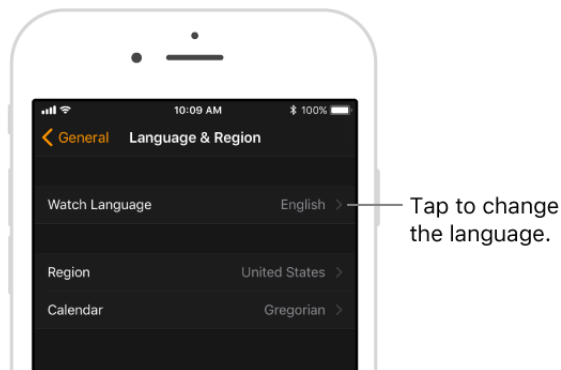 10:09 AM 100%
General Language & Region
Watch Language English
Tap to change
the language.
Region United States
Calendar Gregorian